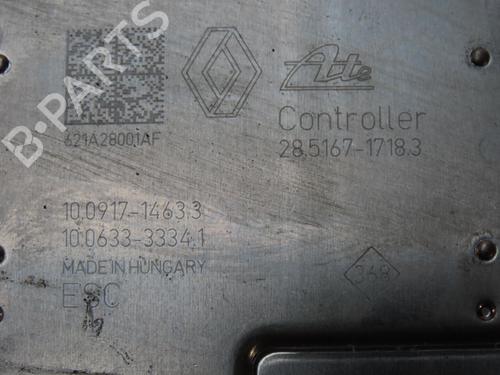 B-PARTS
Ate
621A28001AF
Controller
28.5167-1718.3
10.0917-1463.3
10.0633-3334.1
MADE IN HUNGARY
ESC
348